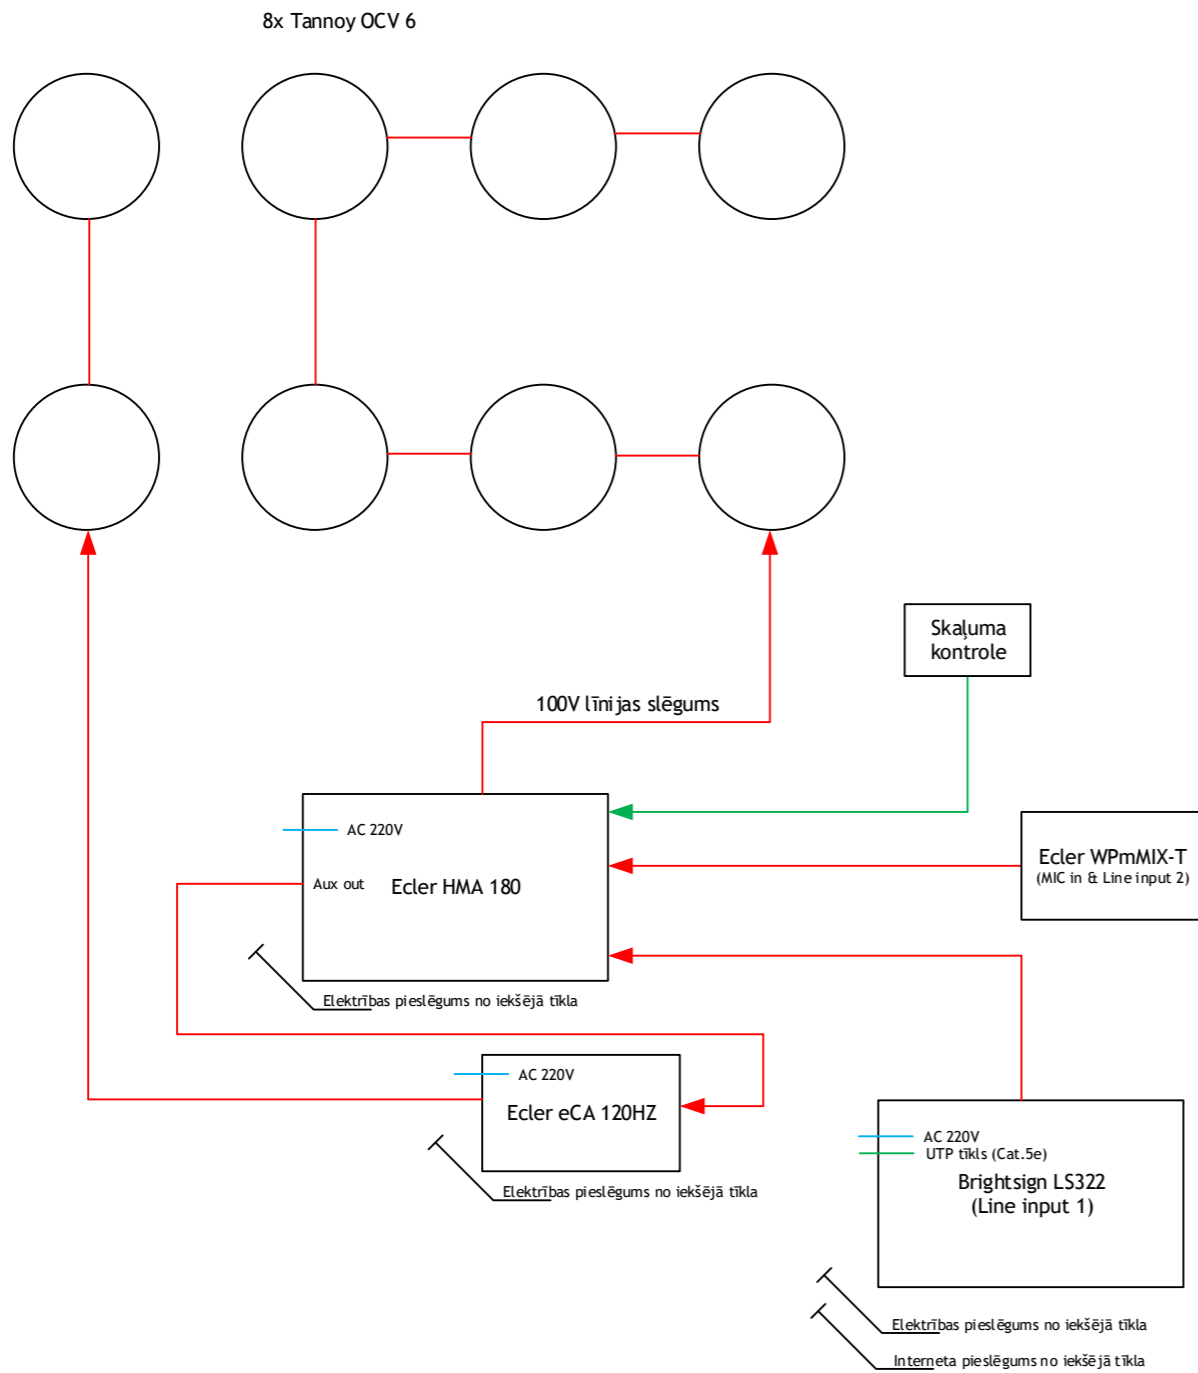 8x Tannoy OCV 6
Skaļuma
kontrole
100V līnijas slēgums
AC 220V
Aux out
Ecler HMA 180
Ecler WPmMIX-T
(MIC in & Line input 2)
Elektrības pieslēgums no iekšējā tīkla
AC 220V
Ecler eCA 120HZ
Elektrības pieslēgums no iekšējā tīkla
AC 220V
UTP tīkls (Cat.5e)
Brightsign LS322
(Line input 1)
Elektrības pieslēgums no iekšējā tīkla
Interneta pieslēgums no iekšējā tīkla